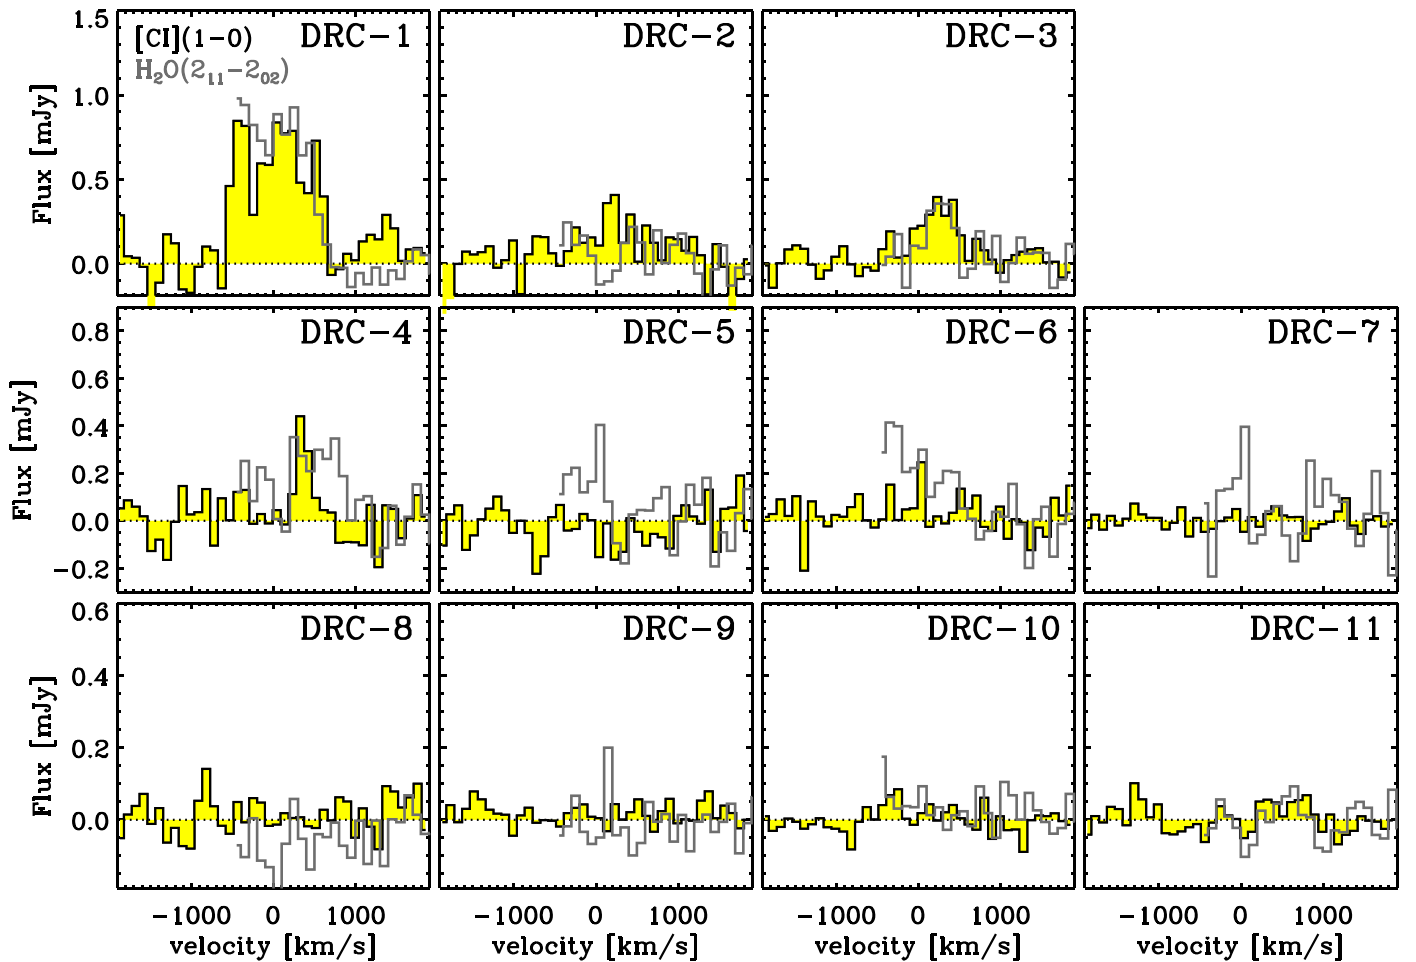 [CI](1−0) DRC−1 DRC−2 DRC−3
H₂O(2₁₁−2₀₂)
1.5
1.0
0.5
0.0
Flux [mJy]
DRC−4 DRC−5 DRC−6 DRC−7
0.8
0.6
0.4
0.2
0.0
−0.2
Flux [mJy]
DRC−8 DRC−9 DRC−10 DRC−11
0.6
0.4
0.2
0.0
Flux [mJy]
−1000 0 1000 −1000 0 1000 −1000 0 1000 −1000 0 1000
velocity [km/s] velocity [km/s] velocity [km/s] velocity [km/s]